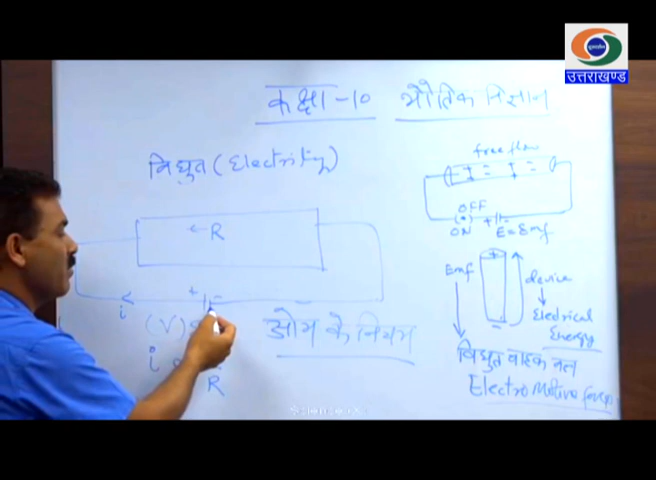 उत्तराखण्ड
कक्षा -10 भौतिक विज्ञान
विद्युत (Electricity)
free flow
OFF
ON
E = Emf
← R
i
+ -
Emf
device
Electrical
Energy
(V)
ओम के नियम
i
R
विद्युत वाहक बल
Electro Motive force